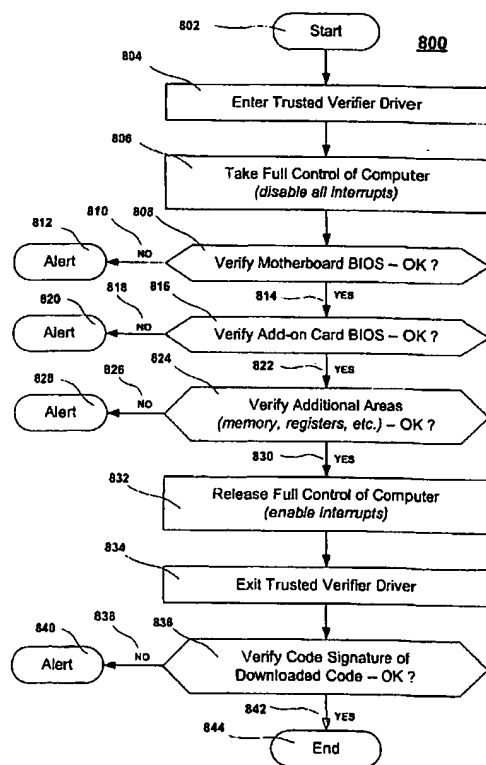 802
Start
800
804
Enter Trusted Verifier Driver
806
Take Full Control of Computer
(disable all interrupts)
812
810
808
Alert
NO
Verify Motherboard BIOS – OK ?
814
YES
820
818
816
Alert
NO
Verify Add-on Card BIOS – OK ?
822
YES
824
828
826
Alert
NO
Verify Additional Areas
(memory, registers, etc.) – OK ?
830
YES
832
Release Full Control of Computer
(enable interrupts)
834
Exit Trusted Verifier Driver
840
838
836
Alert
NO
Verify Code Signature of
Downloaded Code – OK ?
842
YES
844
End